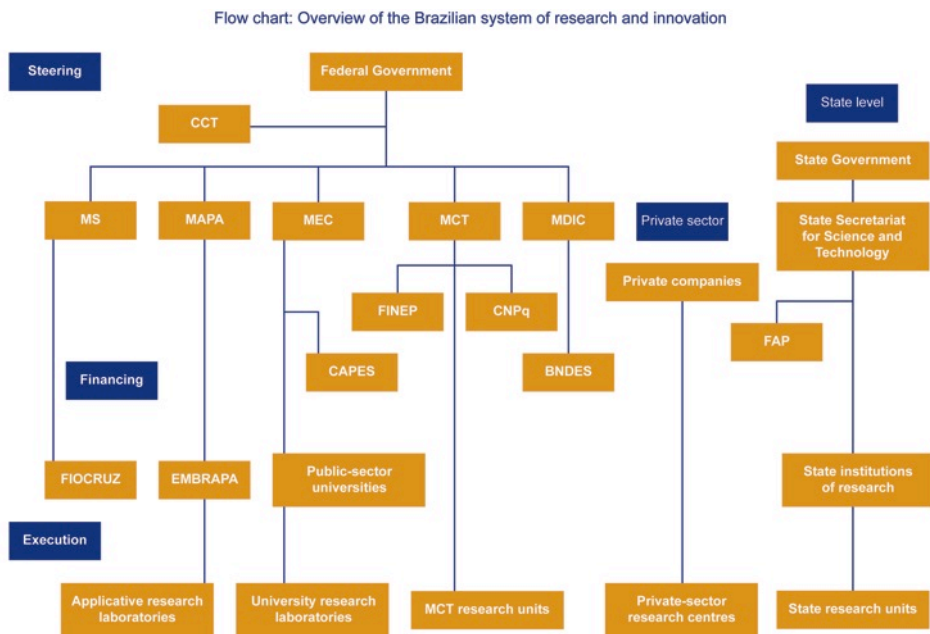 Flow chart: Overview of the Brazilian system of research and innovation
Steering
Federal Government
State level
CCT
State Government
MS
MAPA
MEC
MCT
MDIC
Private sector
State Secretariat
for Science and
Technology
Private companies
FINEP
CNPq
FAP
Financing
CAPES
BNDES
FIOCRUZ
EMBRAPA
Public-sector
universities
State institutions
of research
Execution
Applicative research
laboratories
University research
laboratories
MCT research units
Private-sector
research centres
State research units